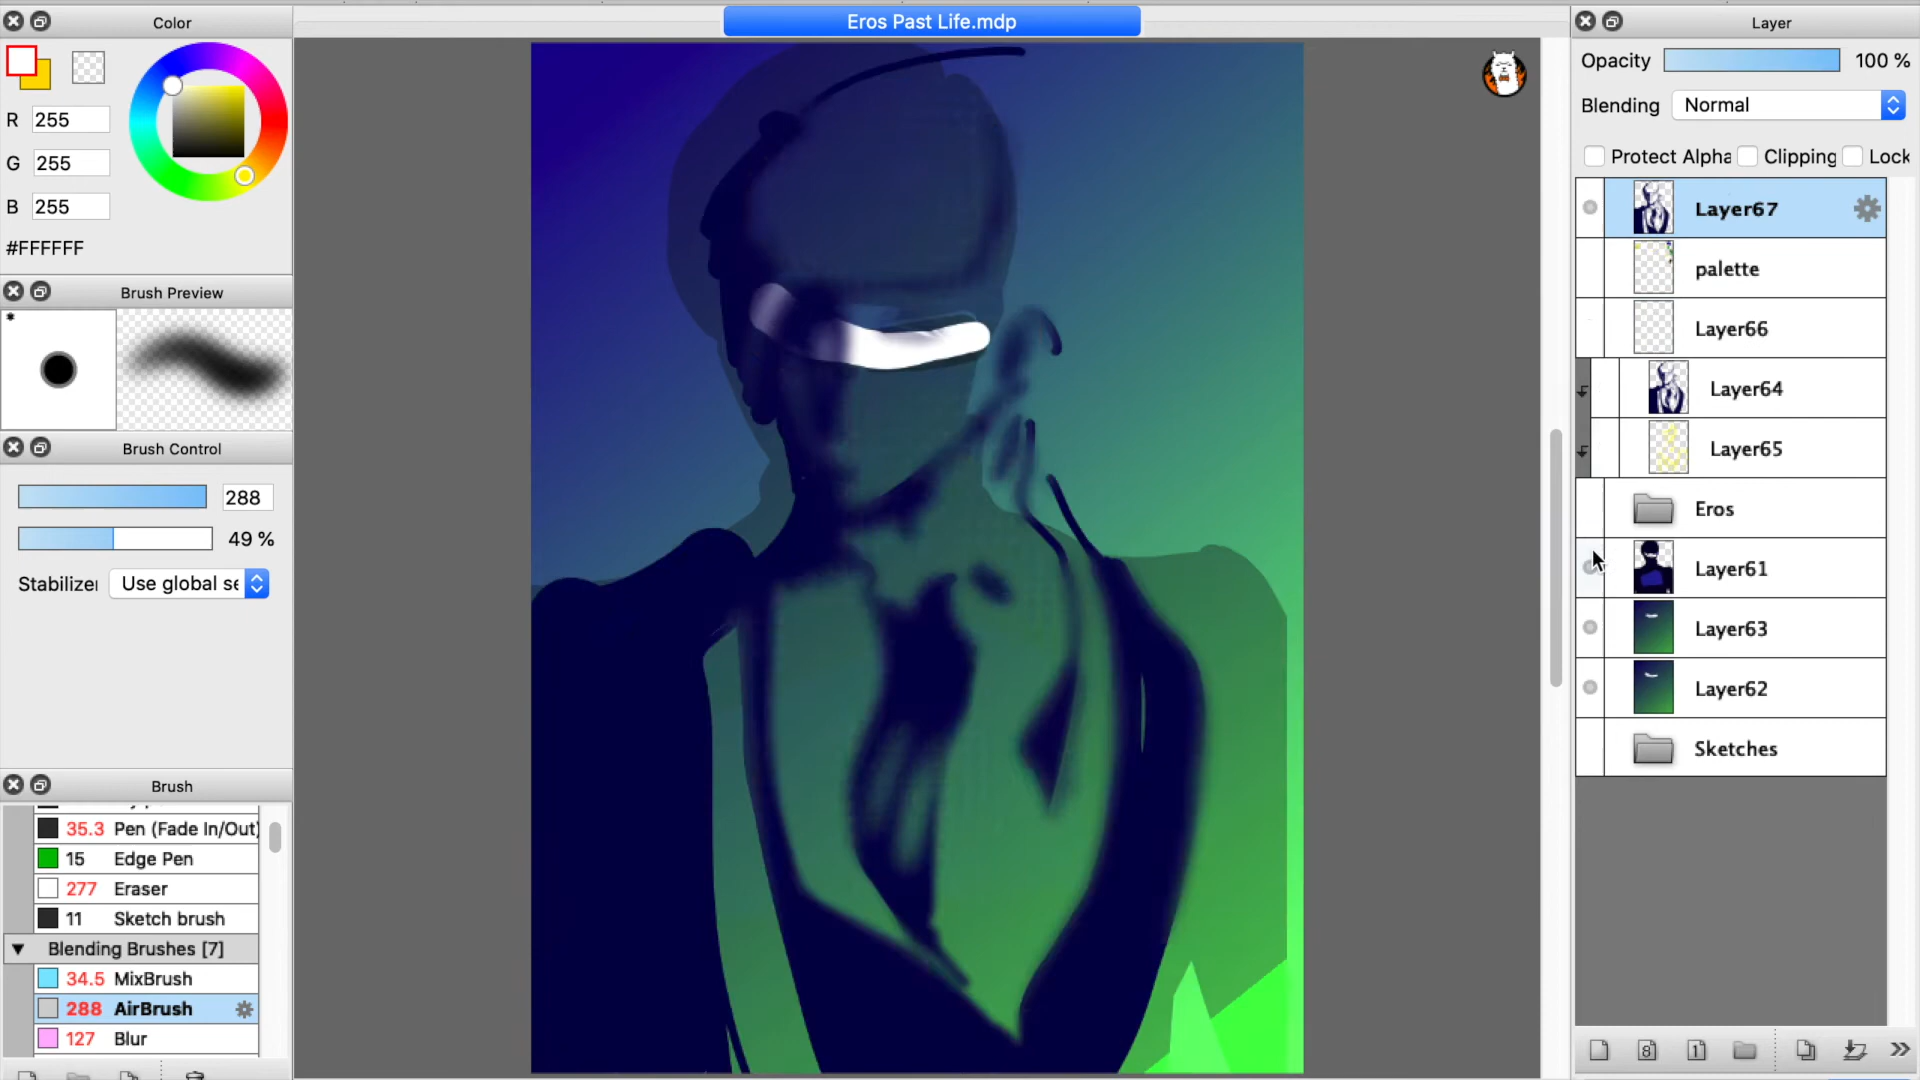 Color
Eros Past Life.mdp
Layer
R 255
G 255
B 255
#FFFFFF
Brush Preview
*
Brush Control
288
49 %
Stabilizer Use global se
Brush
35.3 Pen (Fade In/Out)
15 Edge Pen
277 Eraser
11 Sketch brush
Blending Brushes [7]
34.5 MixBrush
288 AirBrush
127 Blur
Opacity 100 %
Blending Normal
Protect Alpha Clipping Lock
Layer67
palette
Layer66
Layer64
Layer65
Eros
Layer61
Layer63
Layer62
Sketches
8
1